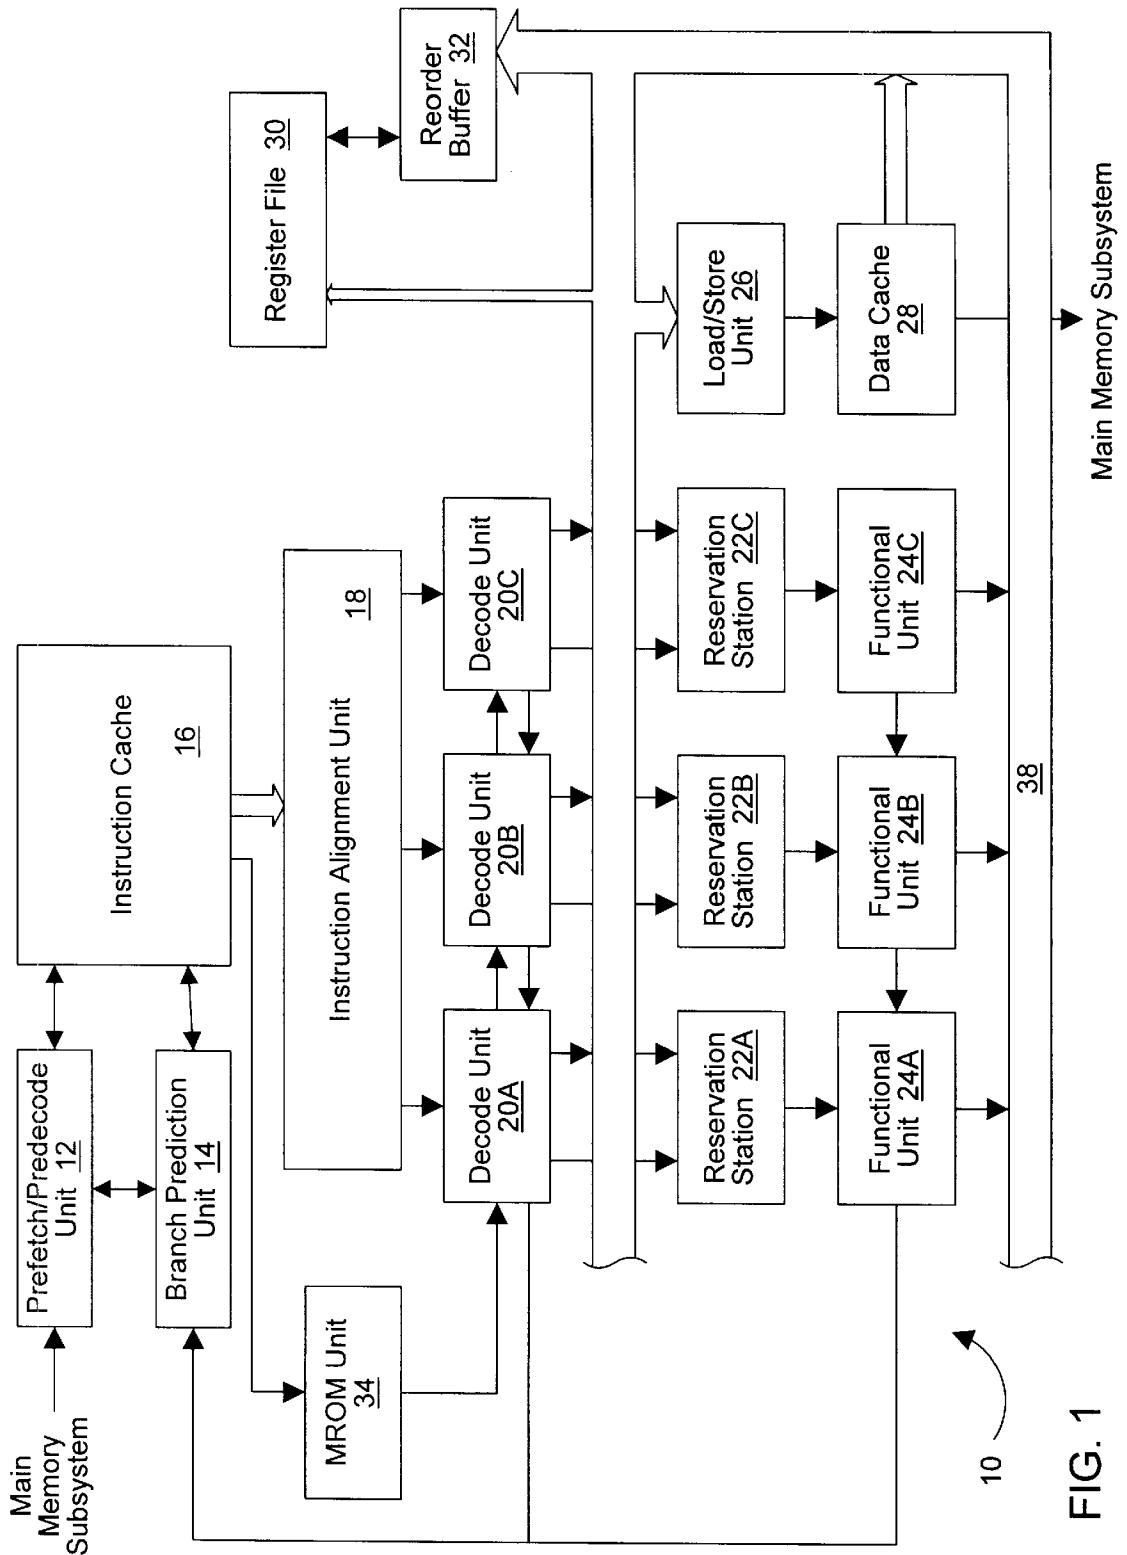 Main
Memory
Subsystem
Prefetch/Predecode
Unit 12
Branch Prediction
Unit 14
Instruction Cache
16
Register File 30
Reorder
Buffer 32
MROM Unit
34
Instruction Alignment Unit
18
Decode Unit
20A
Decode Unit
20B
Decode Unit
20C
Reservation
Station 22A
Reservation
Station 22B
Reservation
Station 22C
Load/Store
Unit 26
Functional
Unit 24A
Functional
Unit 24B
Functional
Unit 24C
Data Cache
28
38
Main Memory Subsystem
10
FIG. 1